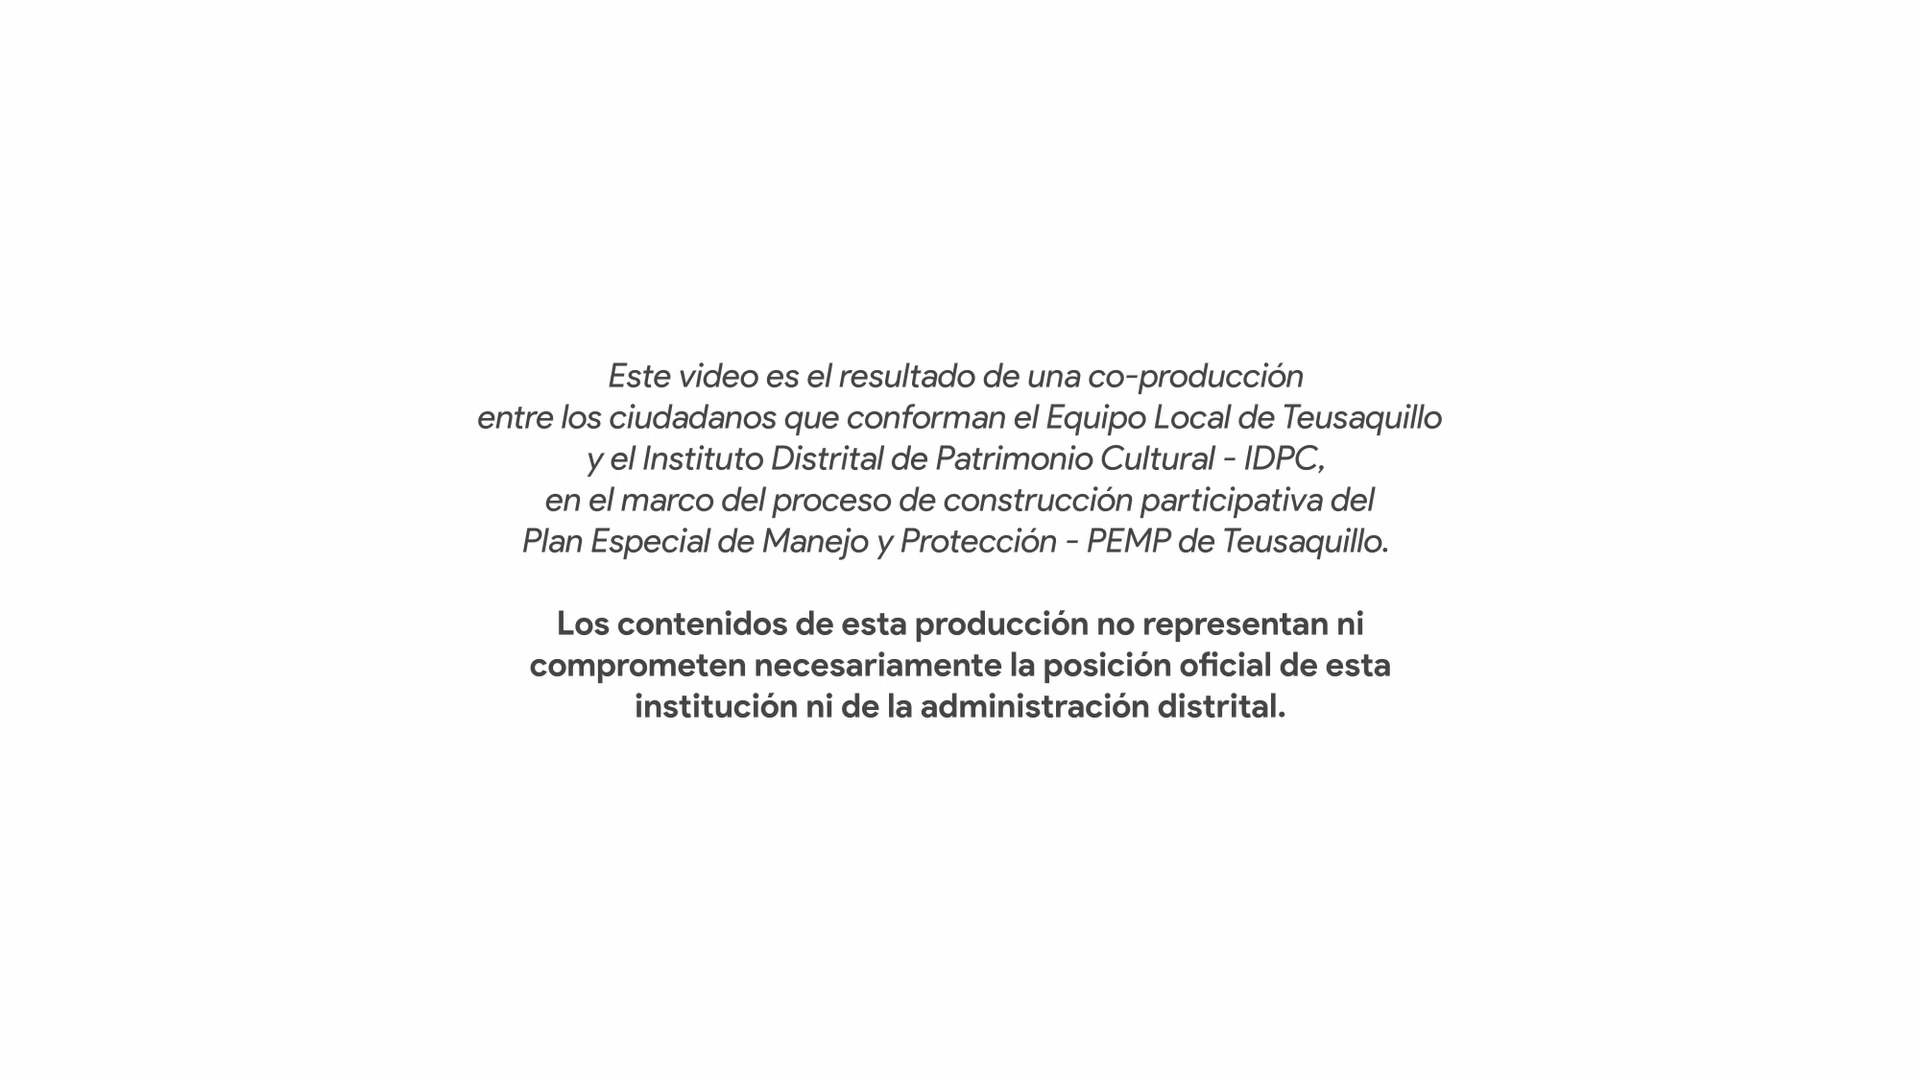 Este video es el resultado de una co-producción
entre los ciudadanos que conforman el Equipo Local de Teusaquillo
y el Instituto Distrital de Patrimonio Cultural - IDPC,
en el marco del proceso de construcción participativa del
Plan Especial de Manejo y Protección - PEMP de Teusaquillo.
Los contenidos de esta producción no representan ni
comprometen necesariamente la posición oficial de esta
institución ni de la administración distrital.